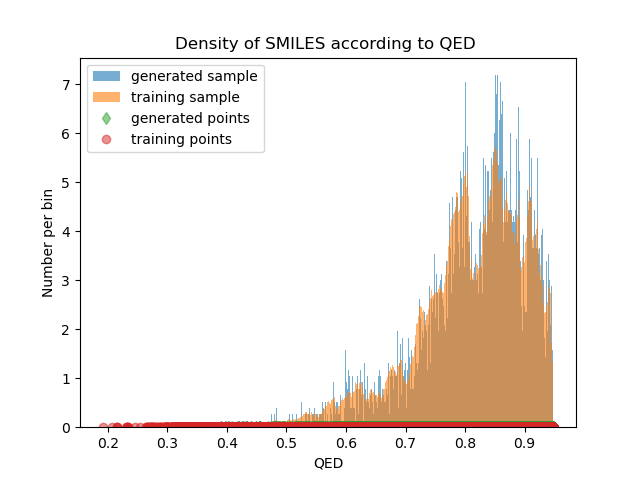 Density of SMILES according to QED
generated sample
training sample
generated points
training points
Number per bin
7
6
5
4
3
2
1
0
0.2 0.3 0.4 0.5 0.6 0.7 0.8 0.9
QED